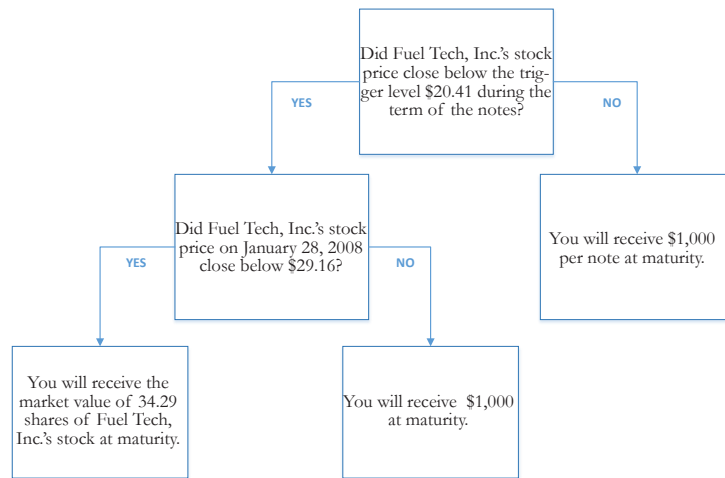 Did Fuel Tech, Inc.'s stock
price close below the trig-
ger level $20.41 during the
term of the notes?
YES
NO
Did Fuel Tech, Inc.'s stock
price on January 28, 2008
close below $29.16?
You will receive $1,000
per note at maturity.
YES
NO
You will receive the
market value of 34.29
shares of Fuel Tech,
Inc.'s stock at maturity.
You will receive $1,000
at maturity.